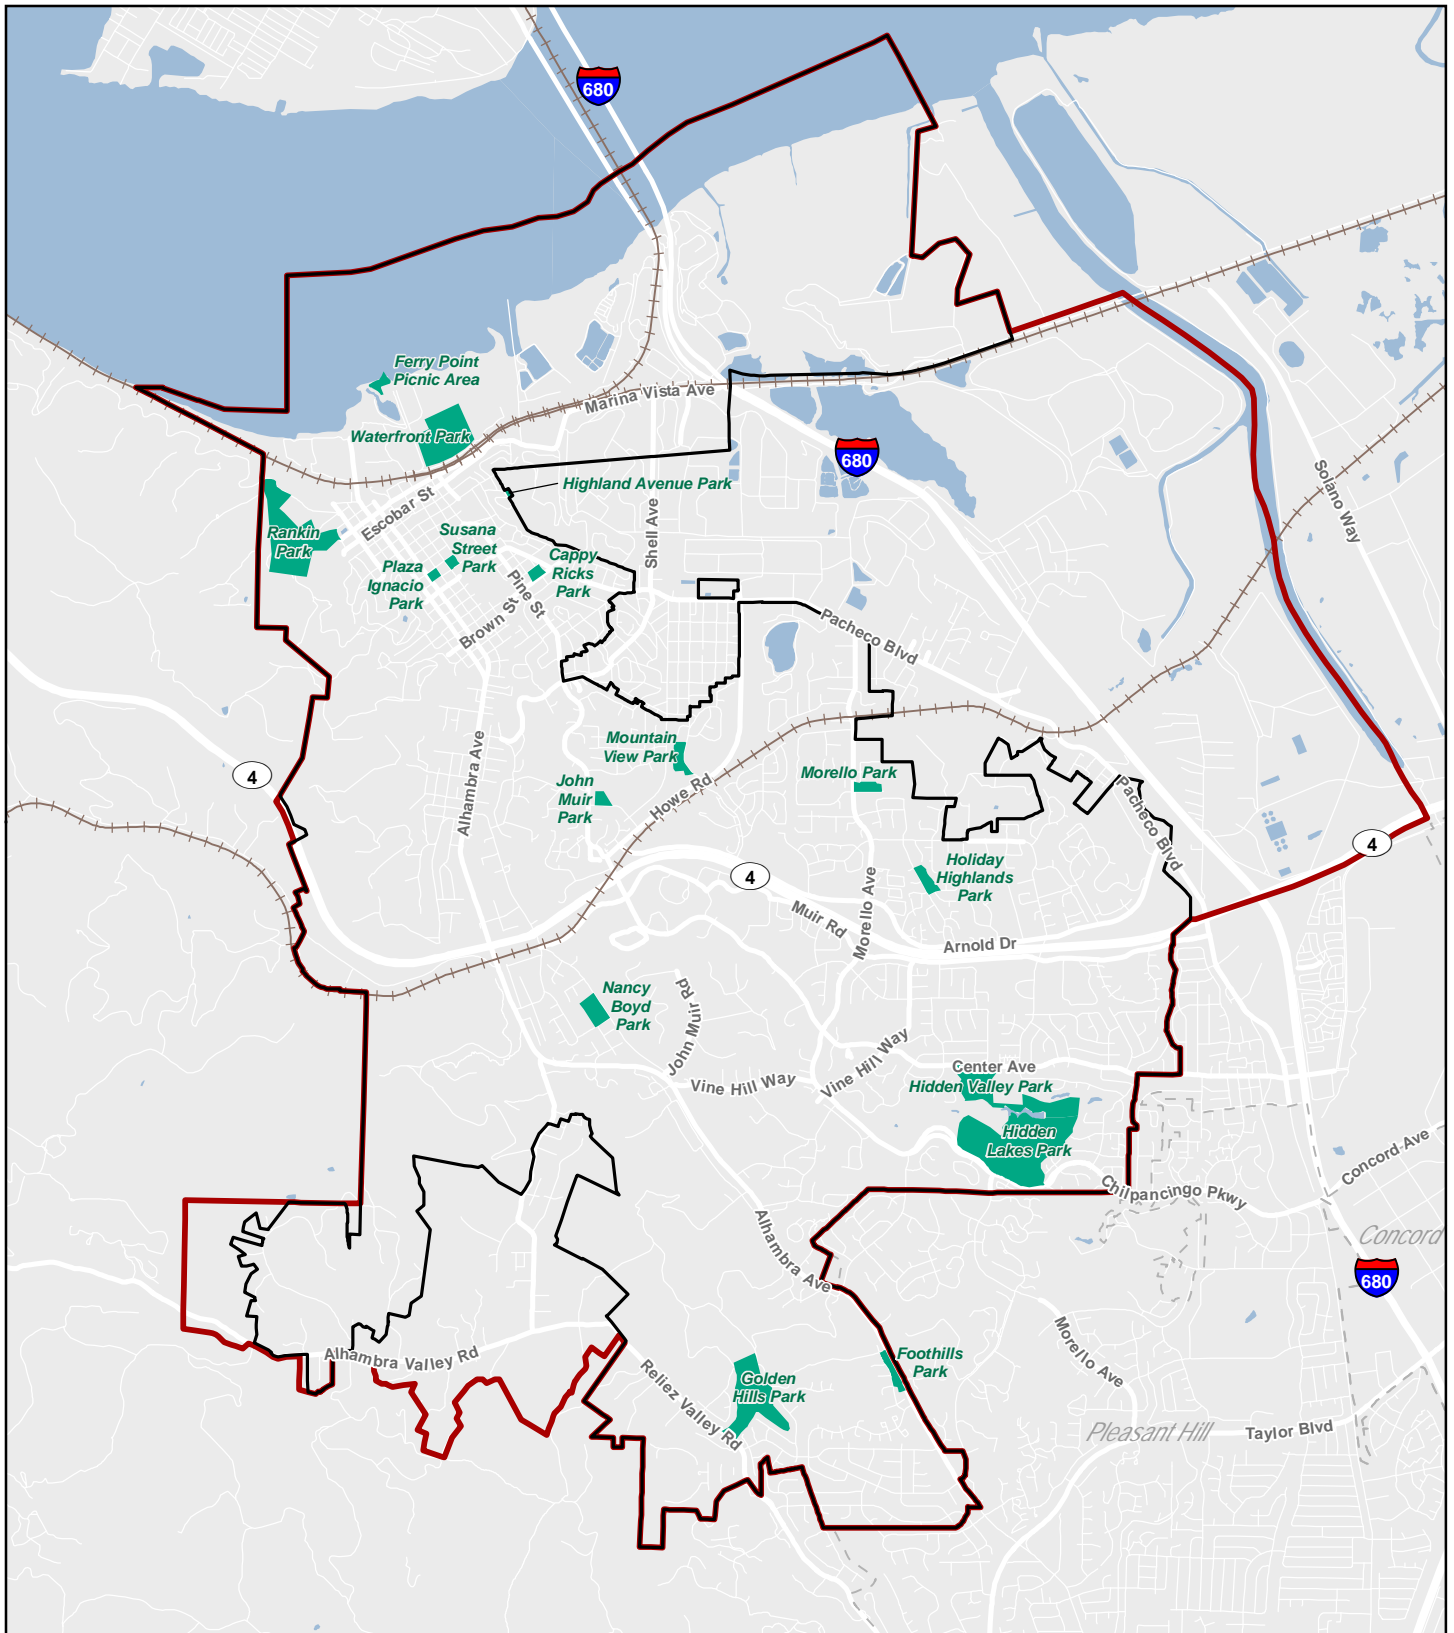 680
Ferry Point
Picnic Area
Marina Vista Ave
Waterfront Park
680
Highland Avenue Park
Solano Way
Escobar St
Rankin
Park
Susana
Street
Park
Shell Ave
Plaza
Ignacio
Park
Cappy
Ricks
Park
Pine St
Brown St
Pacheco Blvd
Mountain
View Park
Alhambra Ave
4
Morello Park
John
Muir
Park
Howe Rd
Pacheco Blvd
4
Holiday
Highlands
Park
4
Morello Ave
Muir Rd
Arnold Dr
Nancy
Boyd
Park
John Muir Rd
Vine Hill Way
Vine Hill Way
Center Ave
Hidden Valley Park
Hidden
Lakes Park
Concord Ave
Chilpancingo Pkwy
Alhambra Ave
Concord
680
Morello Ave
Alhambra Valley Rd
Foothills
Park
Reliez Valley Rd
Golden
Hills Park
Pleasant Hill
Taylor Blvd